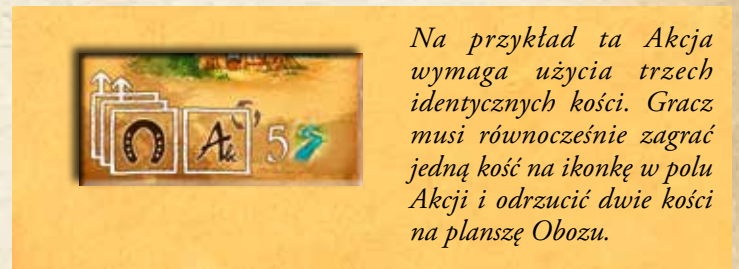 Na przykład ta Akcja
wymaga użycia trzech
identycznych kości. Gracz
musi równocześnie zagrać
jedną kość na ikonkę w polu
Akcji i odrzucić dwie kości
na planszę Obozu.
5